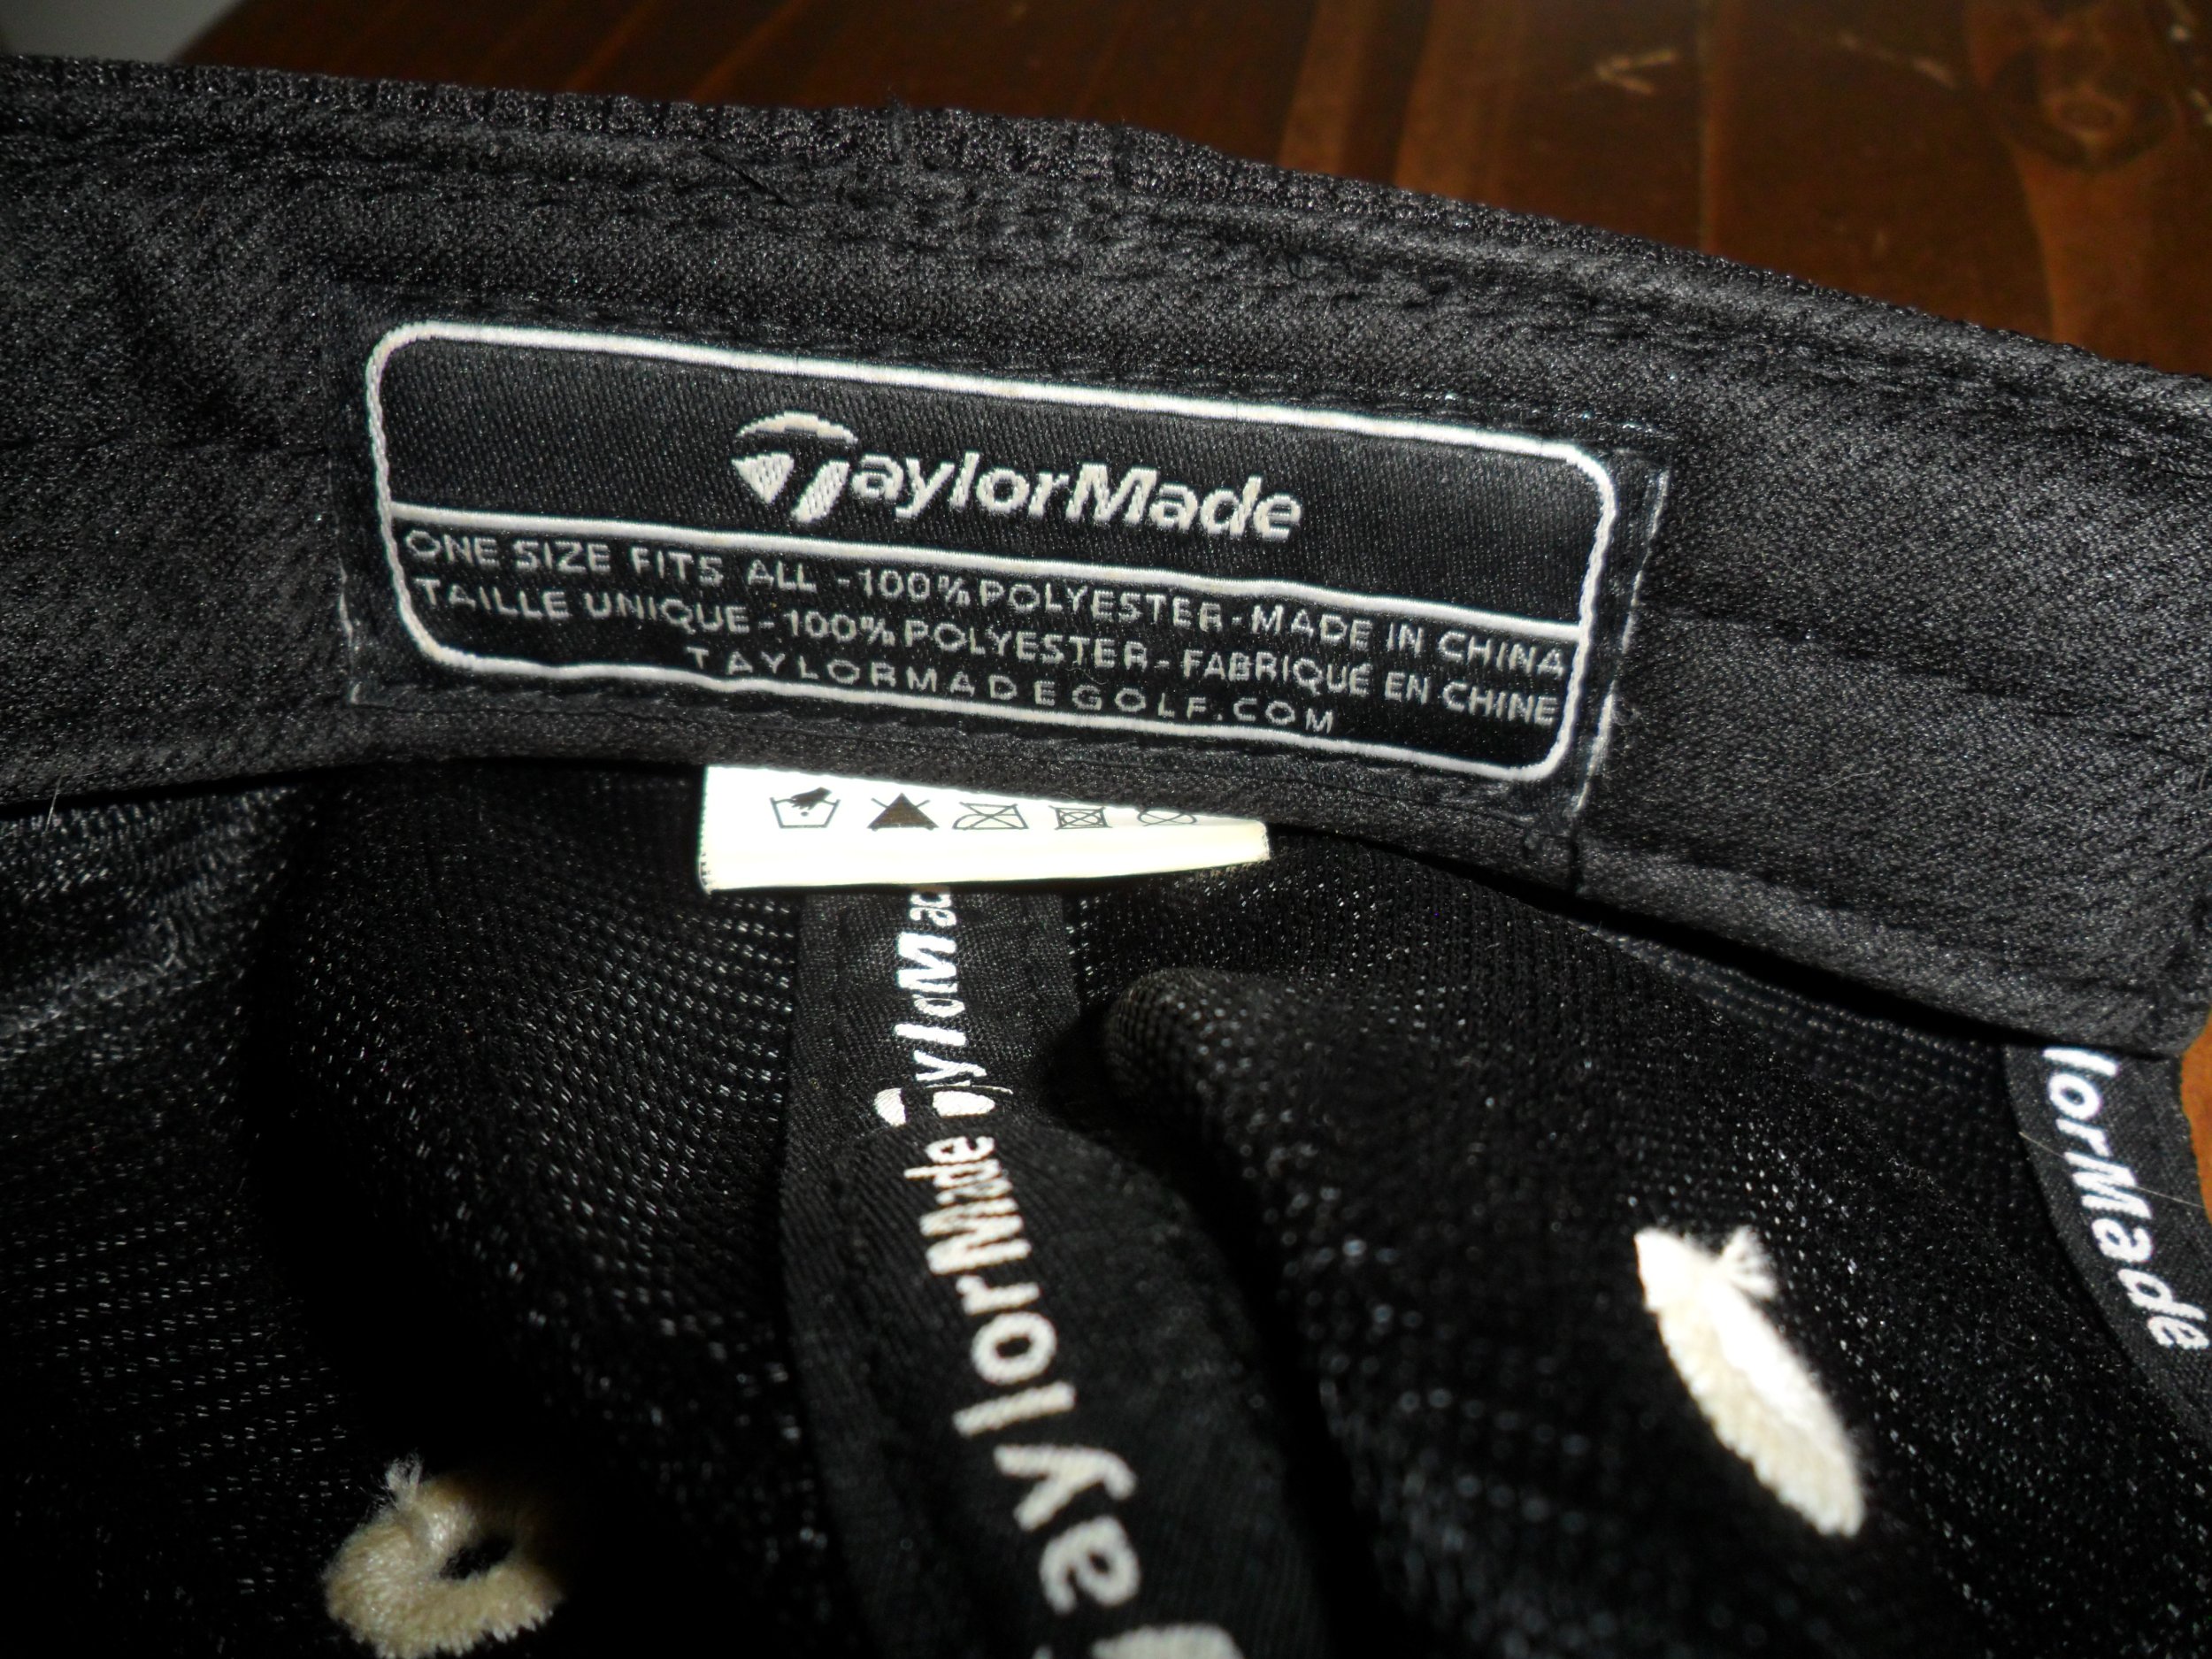 TaylorMade
ONE SIZE FITS ALL - 100% POLYESTER - MADE IN CHINA
TAILLE UNIQUE - 100% POLYESTER - FABRIQUÉ EN CHINE
TAYLORMADEGOLF.COM
TaylorMade
TaylorMade
lorMade